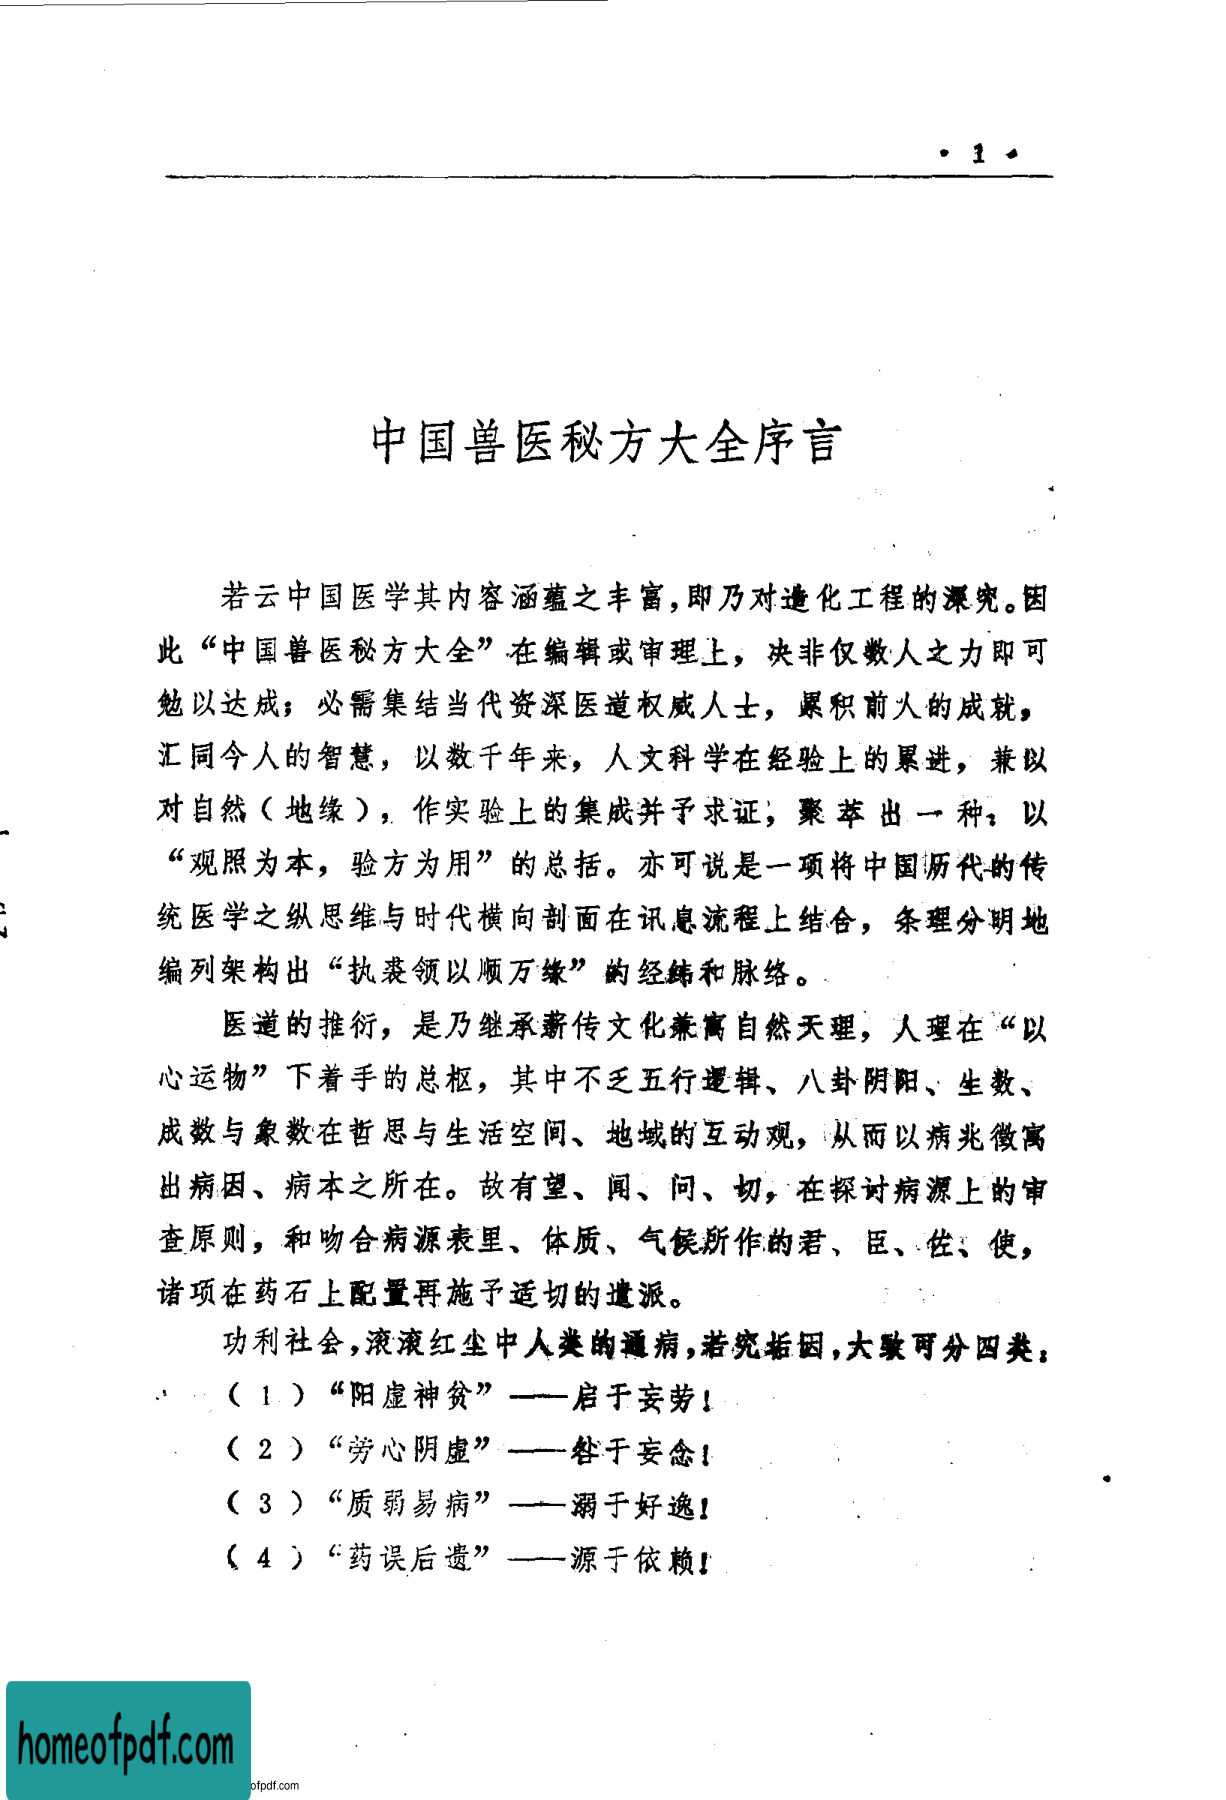 • 1 •
中国兽医秘方大全序言
若云中国医学其内容涵蕴之丰富，即乃对造化工程的深究。因
此“中国兽医秘方大全”在编辑或审理上，决非仅数人之力即可
勉以达成；必需集结当代资深医道权威人士，累积前人的成就，
汇同今人的智慧，以数千年来，人文科学在经验上的累进，兼以
对自然（地缘），作实验上的集成并予求证，聚萃出一种：以
“观照为本，验方为用”的总括。亦可说是一项将中国历代的传
统医学之纵思维与时代横向剖面在讯息流程上结合，条理分明地
编列架构出“执裘领以顺万缘”的经纬和脉络。
医道的推衍，是乃继承薪传文化兼寓自然天理，人理在“以
心运物”下着手的总枢，其中不乏五行逻辑、八卦阴阳、生数、
成数与象数在哲思与生活空间、地域的互动观，从而以病兆徵寓
出病因、病本之所在。故有望、闻、问、切，在探讨病源上的审
查原则，和吻合病源表里、体质、气候所作的君、臣、佐、使，
诸项在药石上配置再施予适切的遣派。
功利社会，滚滚红尘中人类的通病，若究括因，大致可分四类：
（1）“阳虚神贫”——启于妄劳！
（2）“劳心阴虚”——咎于妄念！
（3）“质弱易病”——溺于好逸！
（4）“药误后遗”——源于依赖！
homeofpdf.com
ofpdf.com